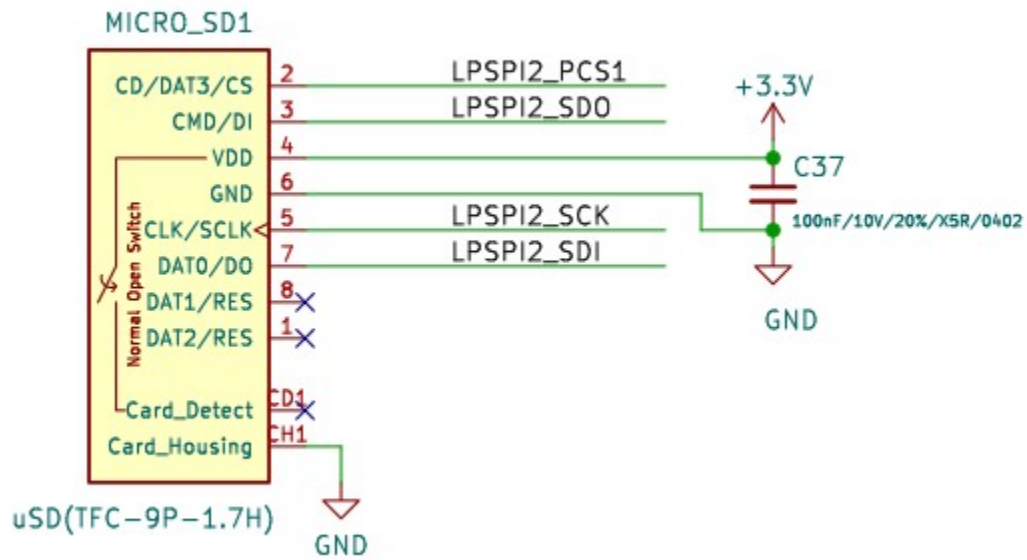 MICRO_SD1
CD/DAT3/CS 2 LPSPI2_PCS1
CMD/DI 3 LPSPI2_SDO
VDD 4
GND 6
CLK/SCLK 5 LPSPI2_SCK
DAT0/DO 7 LPSPI2_SDI
DAT1/RES 8
DAT2/RES 1
Card_Detect CD1
Card_Housing CH1
Normal Open Switch
uSD(TFC-9P-1.7H)
GND
+3.3V
C37
100nF/10V/20%/X5R/0402
GND